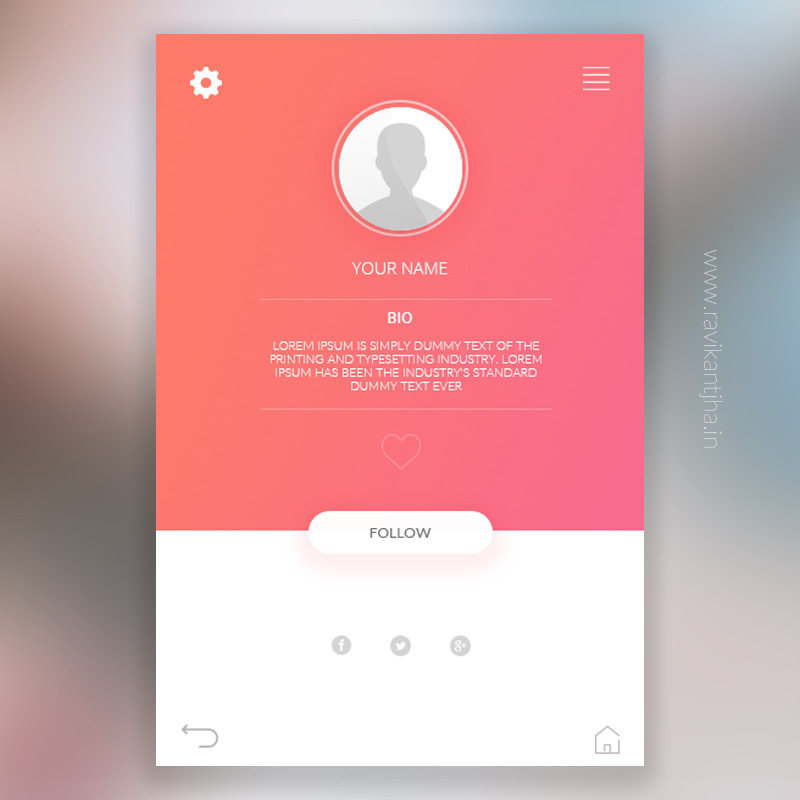 YOUR NAME
BIO
LOREM IPSUM IS SIMPLY DUMMY TEXT OF THE
PRINTING AND TYPESETTING INDUSTRY. LOREM
IPSUM HAS BEEN THE INDUSTRY'S STANDARD
DUMMY TEXT EVER
FOLLOW
f
g+
www.ravikantjha.in